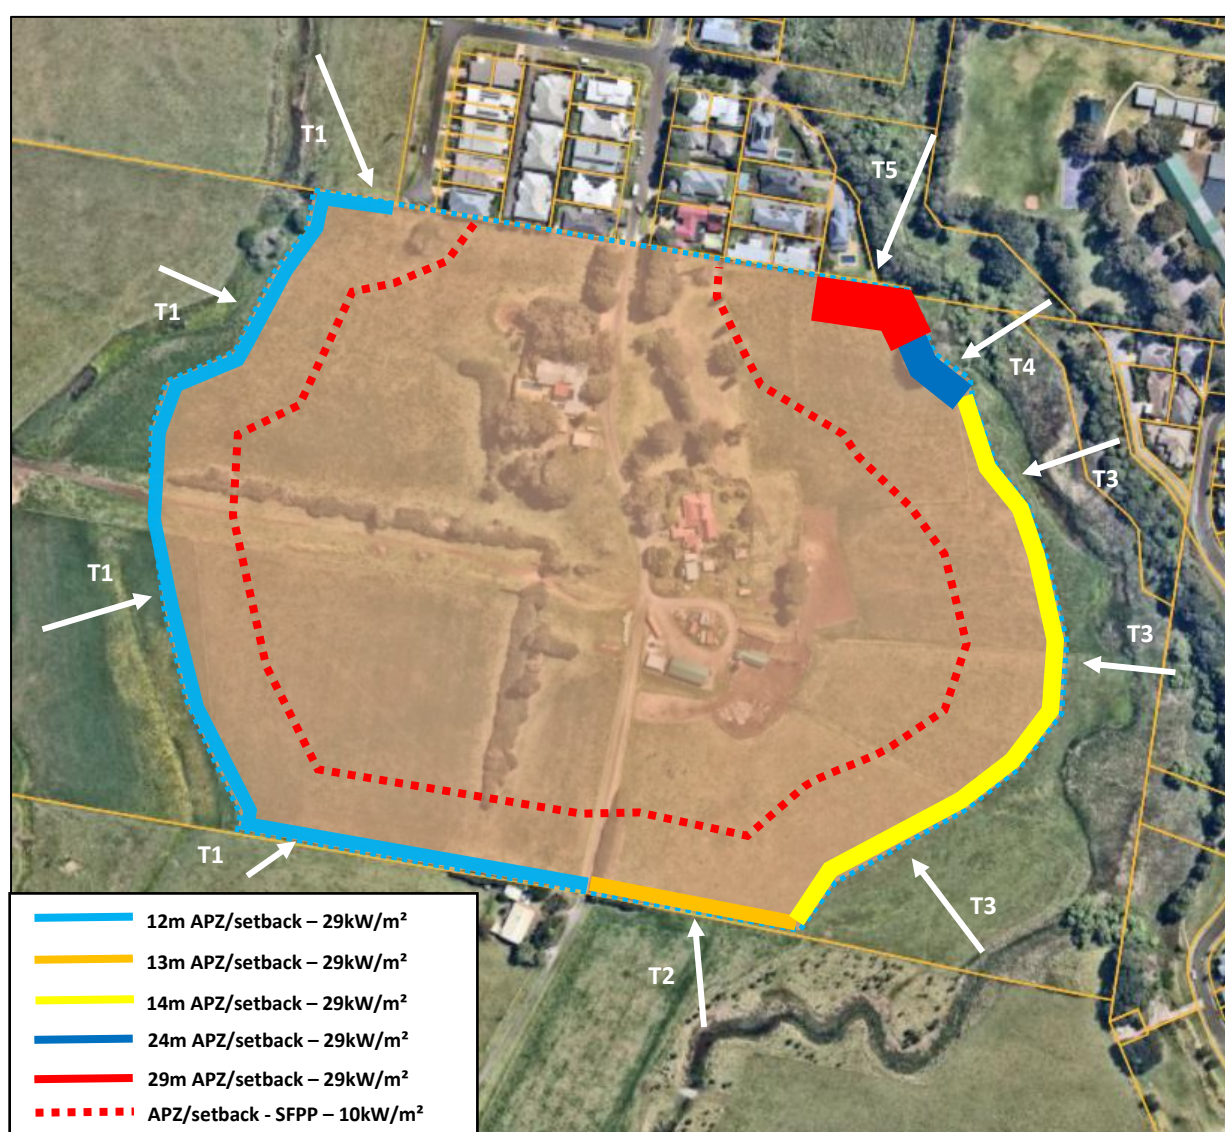 T1
T5
T1
T4
T3
T1
T3
T1
T3
T2
12m APZ/setback – 29kW/m²
13m APZ/setback – 29kW/m²
14m APZ/setback – 29kW/m²
24m APZ/setback – 29kW/m²
29m APZ/setback – 29kW/m²
APZ/setback - SFPP – 10kW/m²